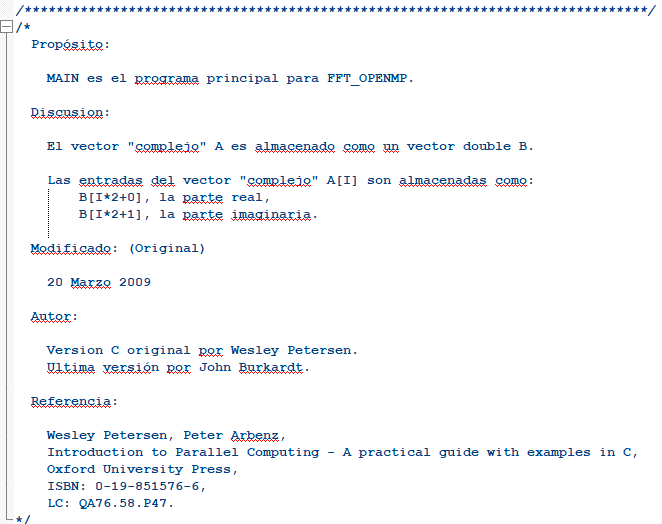 /******************************************************************************/
/*
Propósito:
MAIN es el programa principal para FFT_OPENMP.
Discusion:
El vector "complejo" A es almacenado como un vector double B.
Las entradas del vector "complejo" A[I] son almacenadas como:
B[I*2+0], la parte real,
B[I*2+1], la parte imaginaria.
Modificado: (Original)
20 Marzo 2009
Autor:
Version C original por Wesley Petersen.
Ultima versión por John Burkardt.
Referencia:
Wesley Petersen, Peter Arbenz,
Introduction to Parallel Computing - A practical guide with examples in C,
Oxford University Press,
ISBN: 0-19-851576-6,
LC: QA76.58.P47.
*/